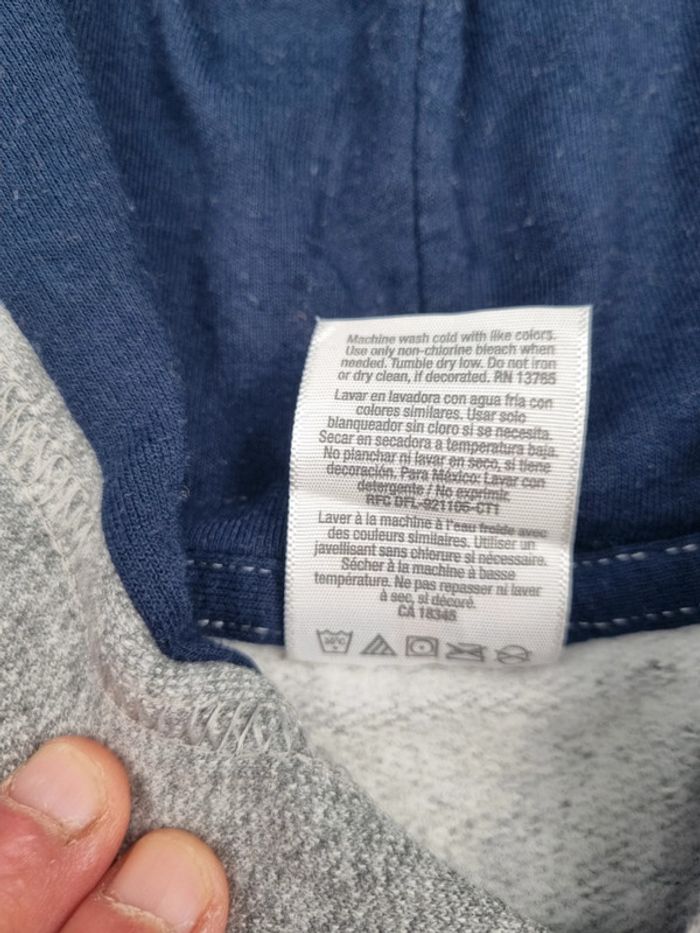 Machine wash cold with like colors.
Use only non-chlorine bleach when
needed. Tumble dry low. Do not iron
or dry clean, if decorated. RN 13765
Lavar en lavadora con agua fría con
colores similares. Usar solo
blanqueador sin cloro si se necesita.
Secar en secadora a temperatura baja.
No planchar ni lavar en seco, si tiene
decoración. Para México: Lavar con
detergente / No exprimir
RFC DFL-921105-CT1
Laver à la machine à l'eau froide avec
des couleurs similaires. Utiliser un
javellisant sans chlorure si nécessaire.
Sécher à la machine à basse
température. Ne pas repasser ni laver
à sec, si décoré.
CA 18345